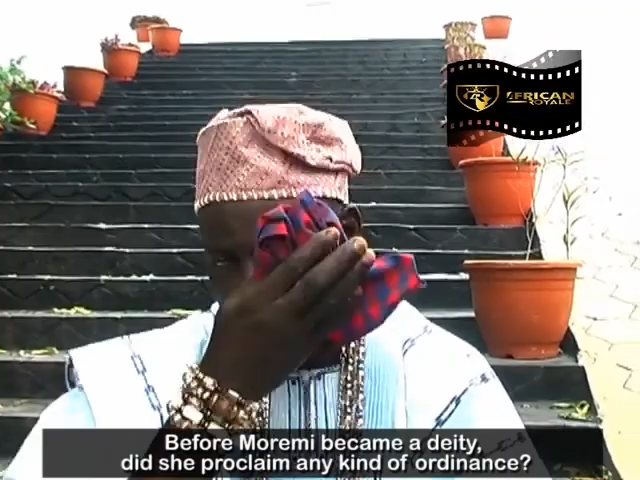 AFRICAN
ROYALE
Before Moremi became a deity,
did she proclaim any kind of ordinance?